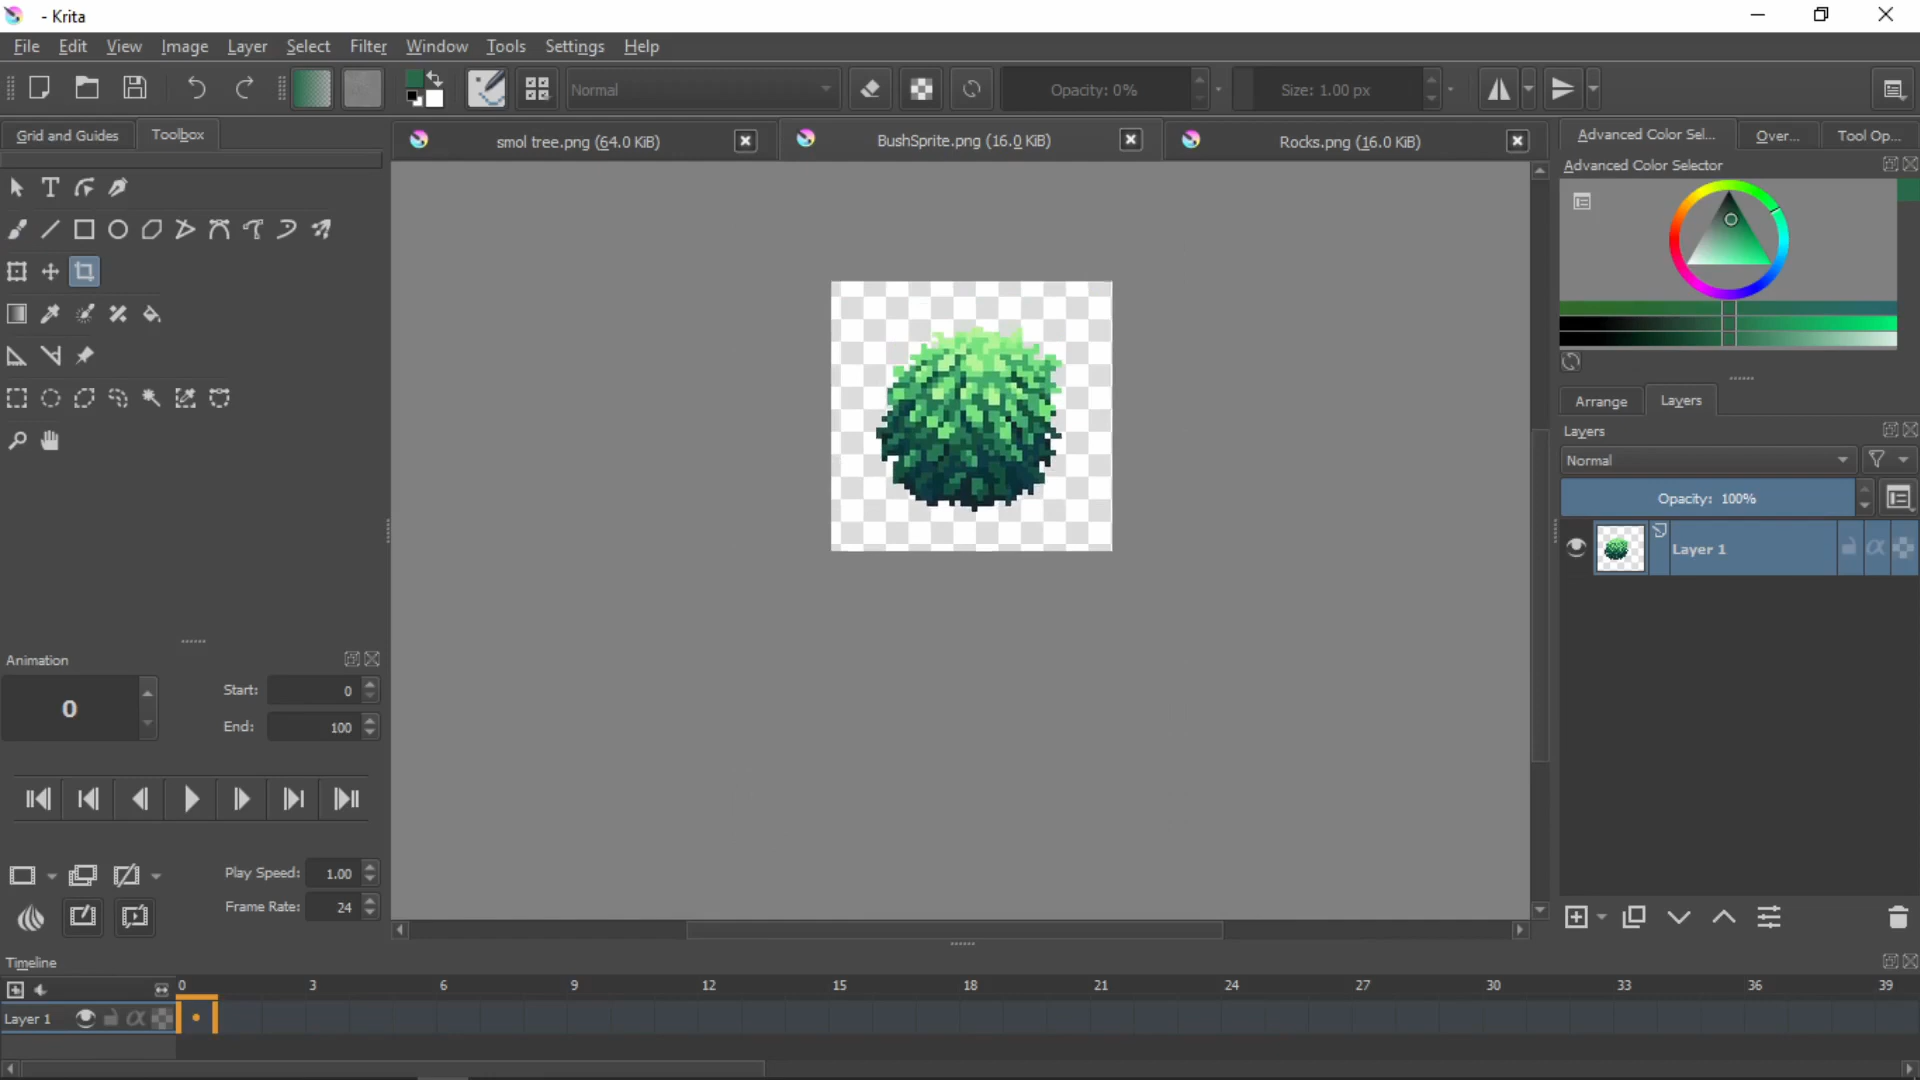 - Krita
File Edit View Image Layer Select Filter Window Tools Settings Help
Normal
Opacity: 0%
Size: 1.00 px
Grid and Guides
Toolbox
smol tree.png (64.0 KiB)
BushSprite.png (16.0 KiB)
Rocks.png (16.0 KiB)
Advanced Color Sel...
Over...
Tool Op...
Advanced Color Selector
Arrange
Layers
Layers
Normal
Opacity: 100%
Layer 1
Animation
0
Start: 0
End: 100
Play Speed: 1.00
Frame Rate: 24
Timeline
0 3 6 9 12 15 18 21 24 27 30 33 36 39
Layer 1